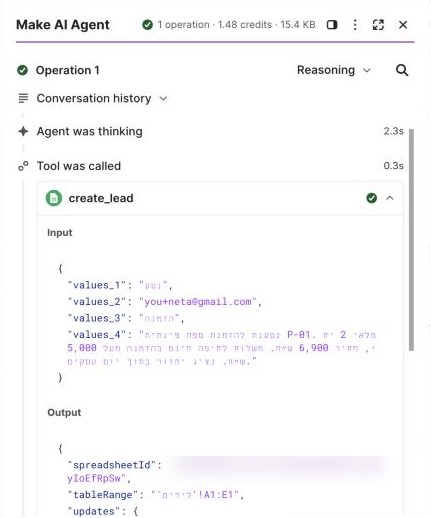 Make AI Agent
1 operation · 1.48 credits · 15.4 KB
Operation 1
Reasoning
Conversation history
Agent was thinking
2.3s
Tool was called
0.3s
create_lead
Input
{
"values_1": "נטע",
"values_2": "you+neta@gmail.com",
"values_3": "הזמנה",
"values_4": "נטענת להזמנת ספה פינתית P-01. מלאי 2 יח
', מחיר 6,900 ש״ח. משלוח לחיפה חינם בהזמנה מעל 5,000
ש״ח. נציג יחזור בתוך יום עסקים."
}
Output
{
"spreadsheetId":
yIoEfRpSw",
"tableRange": "'לידים'!A1:E1",
"updates": {